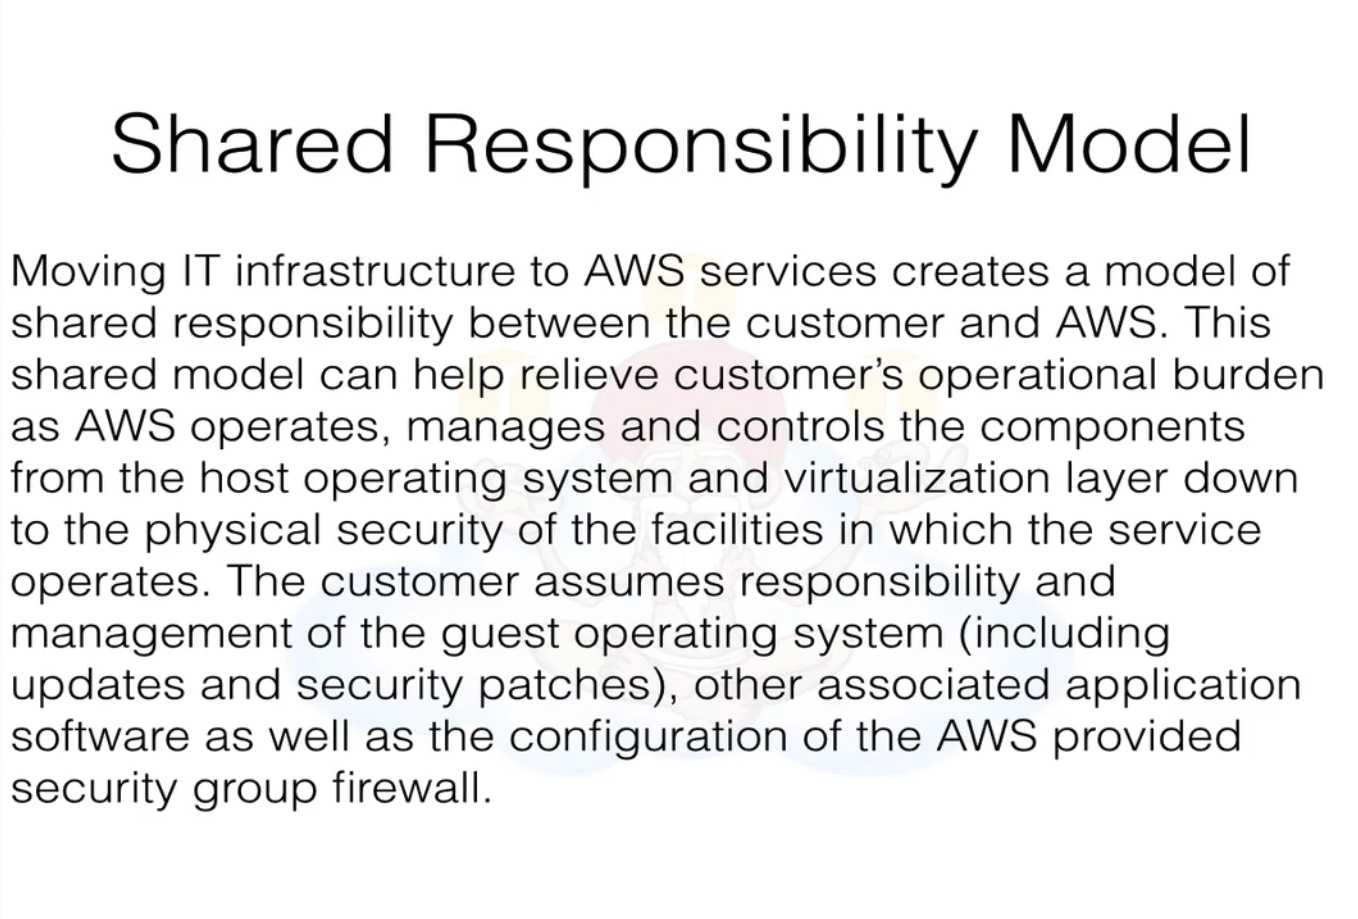 Shared Responsibility Model
Moving IT infrastructure to AWS services creates a model of
shared responsibility between the customer and AWS. This
shared model can help relieve customer’s operational burden
as AWS operates, manages and controls the components
from the host operating system and virtualization layer down
to the physical security of the facilities in which the service
operates. The customer assumes responsibility and
management of the guest operating system (including
updates and security patches), other associated application
software as well as the configuration of the AWS provided
security group firewall.